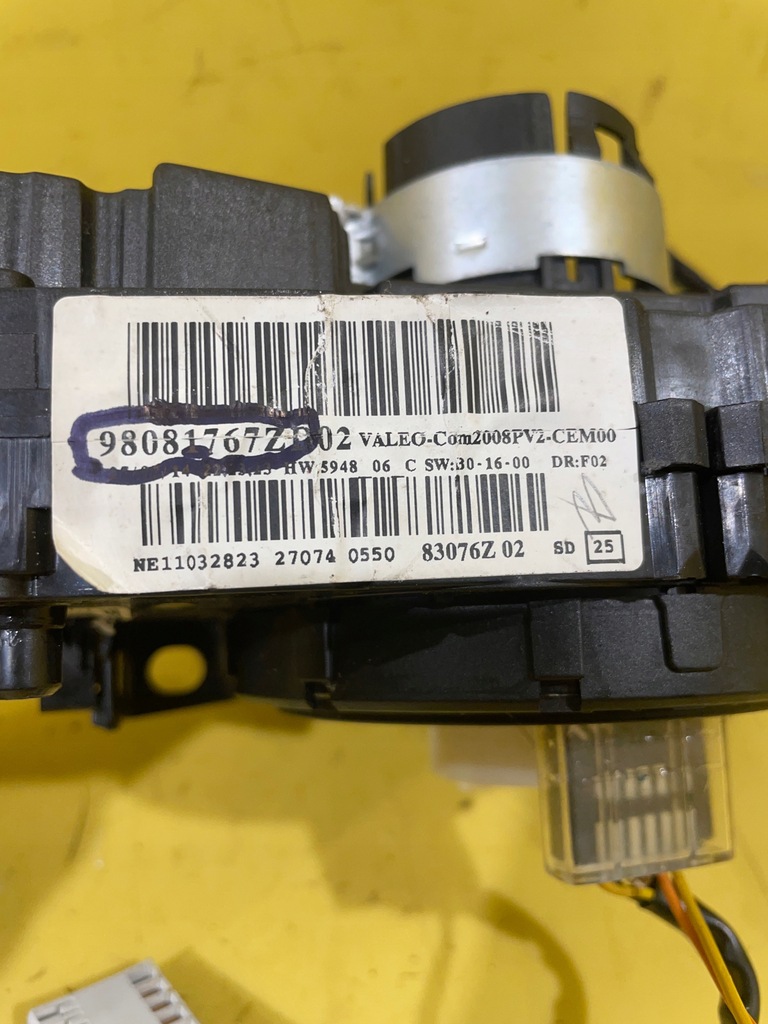 98081767Z 02 VALEO-Com2008PV2-CEM00
HW 5948 06 C SW:30-16-00 DR:F02
NE11032823 27074 0550 83076Z 02 SD 25